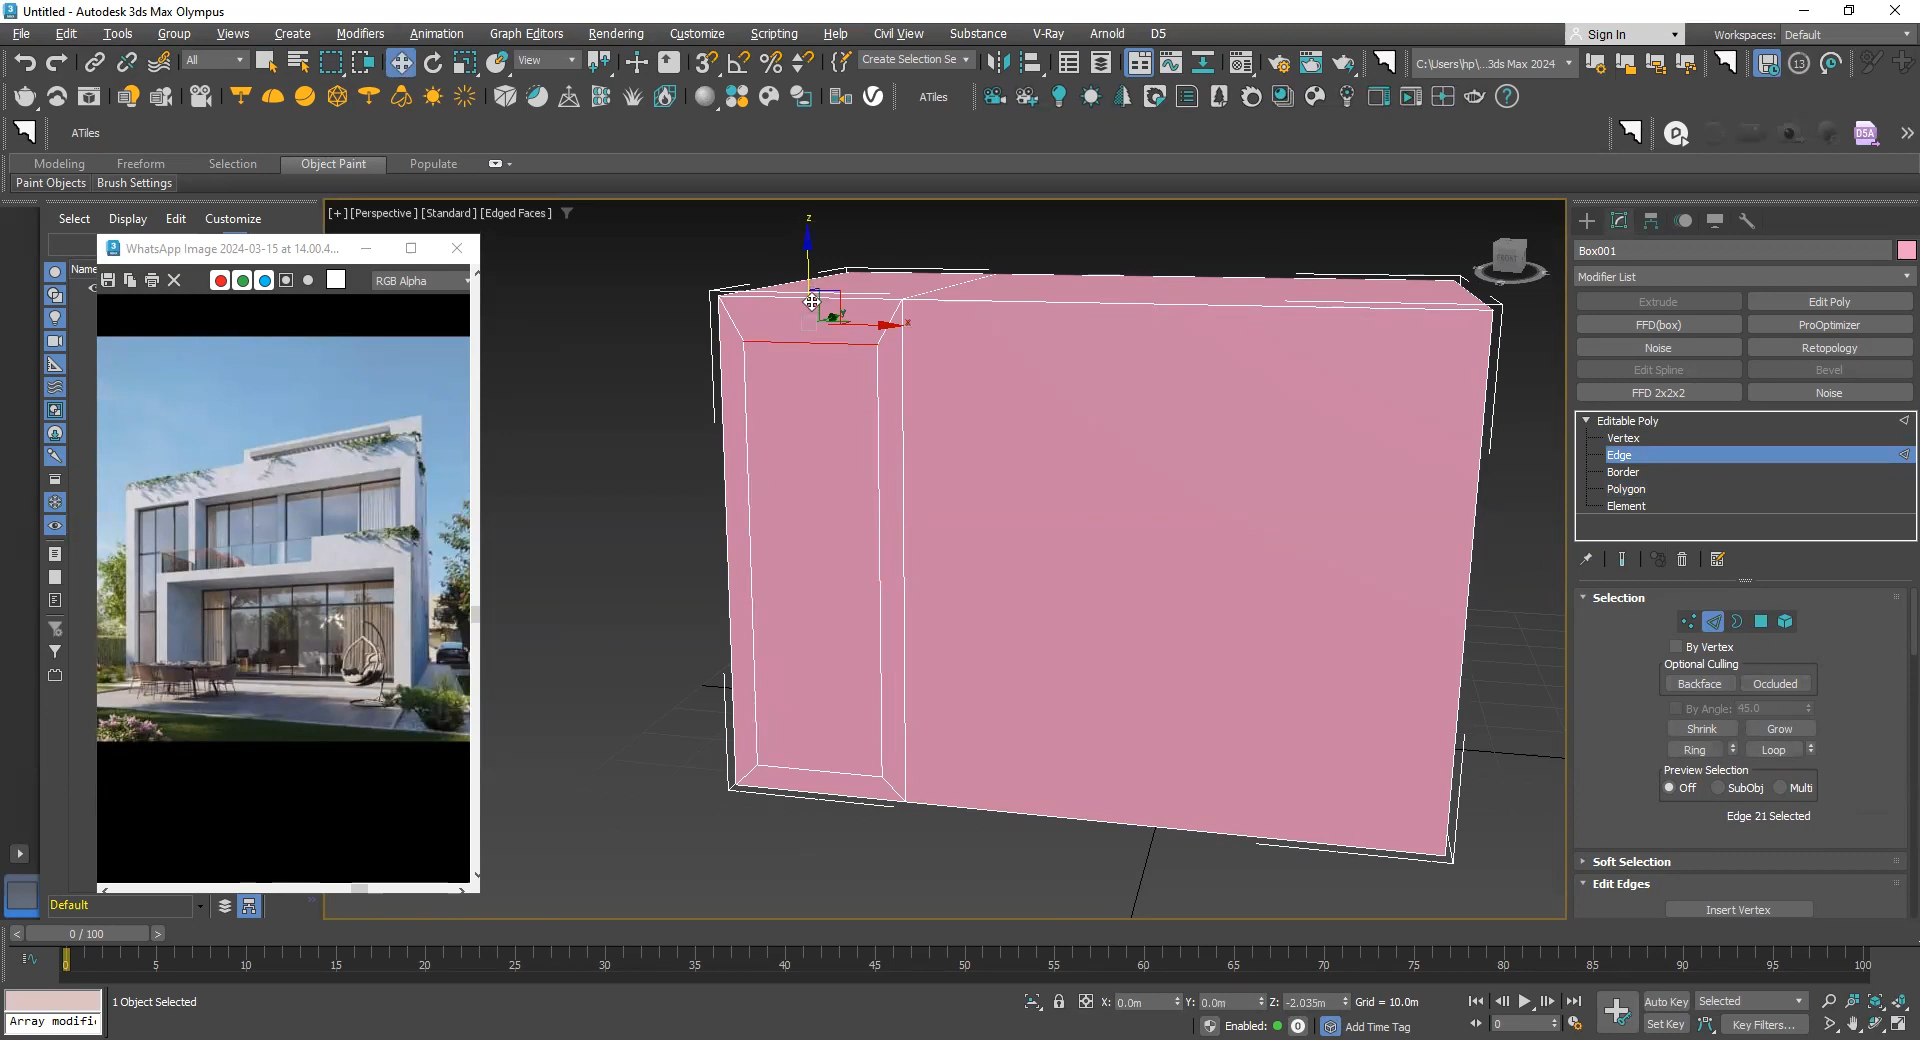 Untitled - Autodesk 3ds Max Olympus
File Edit Tools Group Views Create Modifiers Animation Graph Editors Rendering Customize Scripting Help Civil View Substance V-Ray Arnold D5
Sign In
Workspaces: Default
All
View
Create Selection Se
C:\Users\hp\...3ds Max 2024
13
ATiles
ATiles
D5A
Modeling Freeform Selection Object Paint Populate
Paint Objects Brush Settings
Select Display Edit Customize
[+] [Perspective] [Standard] [Edged Faces]
WhatsApp Image 2024-03-15 at 14.00.4...
Name
RGB Alpha
z
x
FRONT
Box001
Modifier List
Extrude Edit Poly
FFD(box) ProOptimizer
Noise Retopology
Edit Spline Bevel
FFD 2x2x2 Noise
Editable Poly
Vertex
Edge
Border
Polygon
Element
Selection
By Vertex
Optional Culling
Backface Occluded
By Angle: 45.0
Shrink Grow
Ring Loop
Preview Selection
Off SubObj Multi
Edge 21 Selected
Soft Selection
Edit Edges
Insert Vertex
Default
0 / 100
0 5 10 15 20 25 30 35 40 45 50 55 60 65 70 75 80 85 90 95 100
1 Object Selected
X: 0.0m Y: 0.0m Z: -2.035m Grid = 10.0m
Auto Key Selected
Array modifi
Enabled: 0 Add Time Tag
0
Set Key Key Filters...